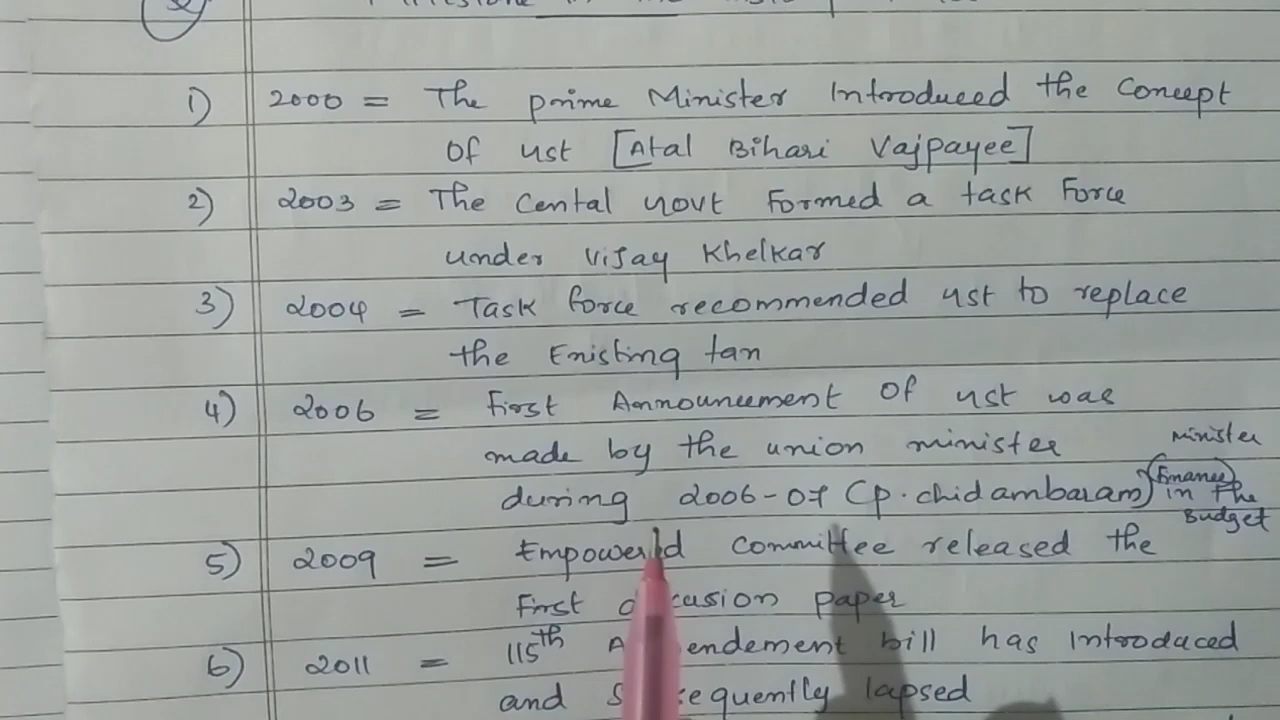 1) 2000 = The prime Minister Introduced the Concept
of GST [Atal Bihari Vajpayee]
2) 2003 = The Cental Govt Formed a task Force
under Vijay Khelkar
3) 2004 = Task force recommended GST to replace
the Existing tax
4) 2006 = First Announcement of GST was
made by the union minister
during 2006-07 (p. chidambaram) in the
minister
(Finance)
Budget
5) 2009 = Empowerd committee released the
First paper
6) 2011 = 115th bill has Introduced
and lapsed